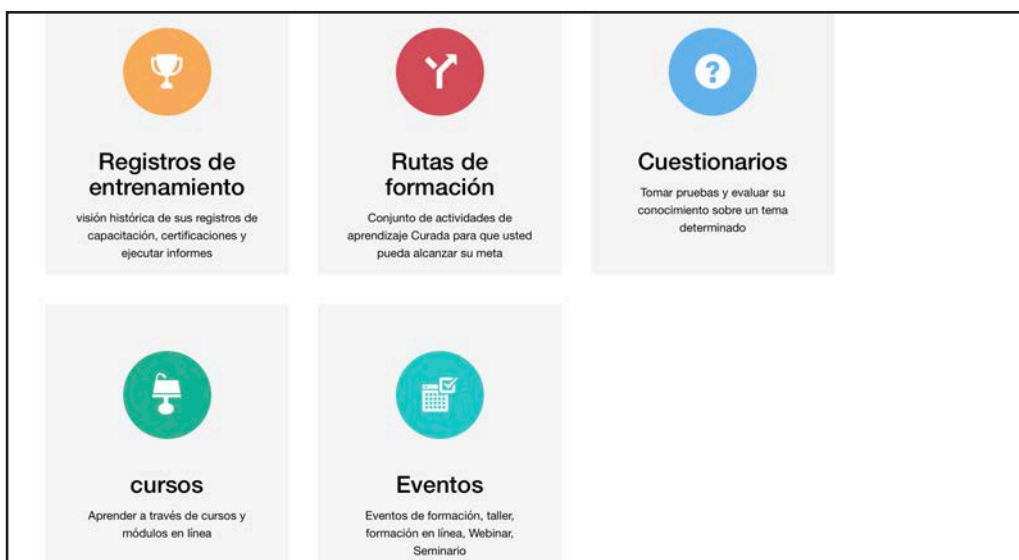 Registros de
entrenamiento
visión histórica de sus registros de
capacitación, certificaciones y
ejecutar informes
Rutas de
formación
Conjunto de actividades de
aprendizaje Curada para que usted
pueda alcanzar su meta
Cuestionarios
Tomar pruebas y evaluar su
conocimiento sobre un tema
determinado
cursos
Aprender a través de cursos y
módulos en línea
Eventos
Eventos de formación, taller,
formación en línea, Webinar,
Seminario